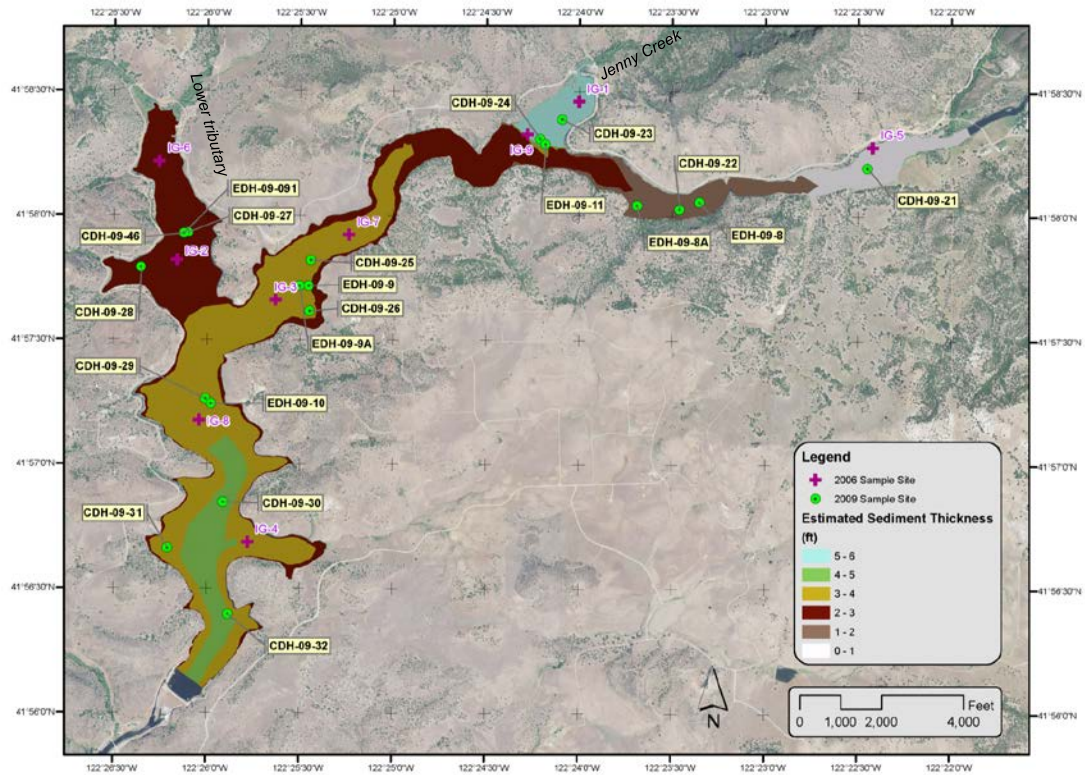 122°26'30"W 122°26'0"W 122°25'30"W 122°25'0"W 122°24'30"W 122°24'0"W 122°23'30"W 122°23'0"W 122°22'30"W 122°22'0"W
Jenny Creek
Lower tributary
41°58'30"N
41°58'30"N
IG-1
CDH-09-24
CDH-09-23
IG-9
IG-5
IG-6
CDH-09-22
EDH-09-091
CDH-09-21
EDH-09-11
CDH-09-27
41°58'0"N
41°58'0"N
IG-7
CDH-09-46
EDH-09-8
EDH-09-8A
IG-2
CDH-09-25
EDH-09-9
IG-3
CDH-09-28
CDH-09-26
41°57'30"N
41°57'30"N
EDH-09-9A
CDH-09-29
EDH-09-10
IG-8
41°57'0"N
41°57'0"N
CDH-09-30
CDH-09-31
IG-4
41°56'30"N
41°56'30"N
CDH-09-32
41°56'0"N
41°56'0"N
Legend
2006 Sample Site
2009 Sample Site
Estimated Sediment Thickness
(ft)
5 - 6
4 - 5
3 - 4
2 - 3
1 - 2
0 - 1
N
Feet
0 1,000 2,000 4,000
122°26'30"W 122°26'0"W 122°25'30"W 122°25'0"W 122°24'30"W 122°24'0"W 122°23'30"W 122°23'0"W 122°22'30"W 122°22'0"W